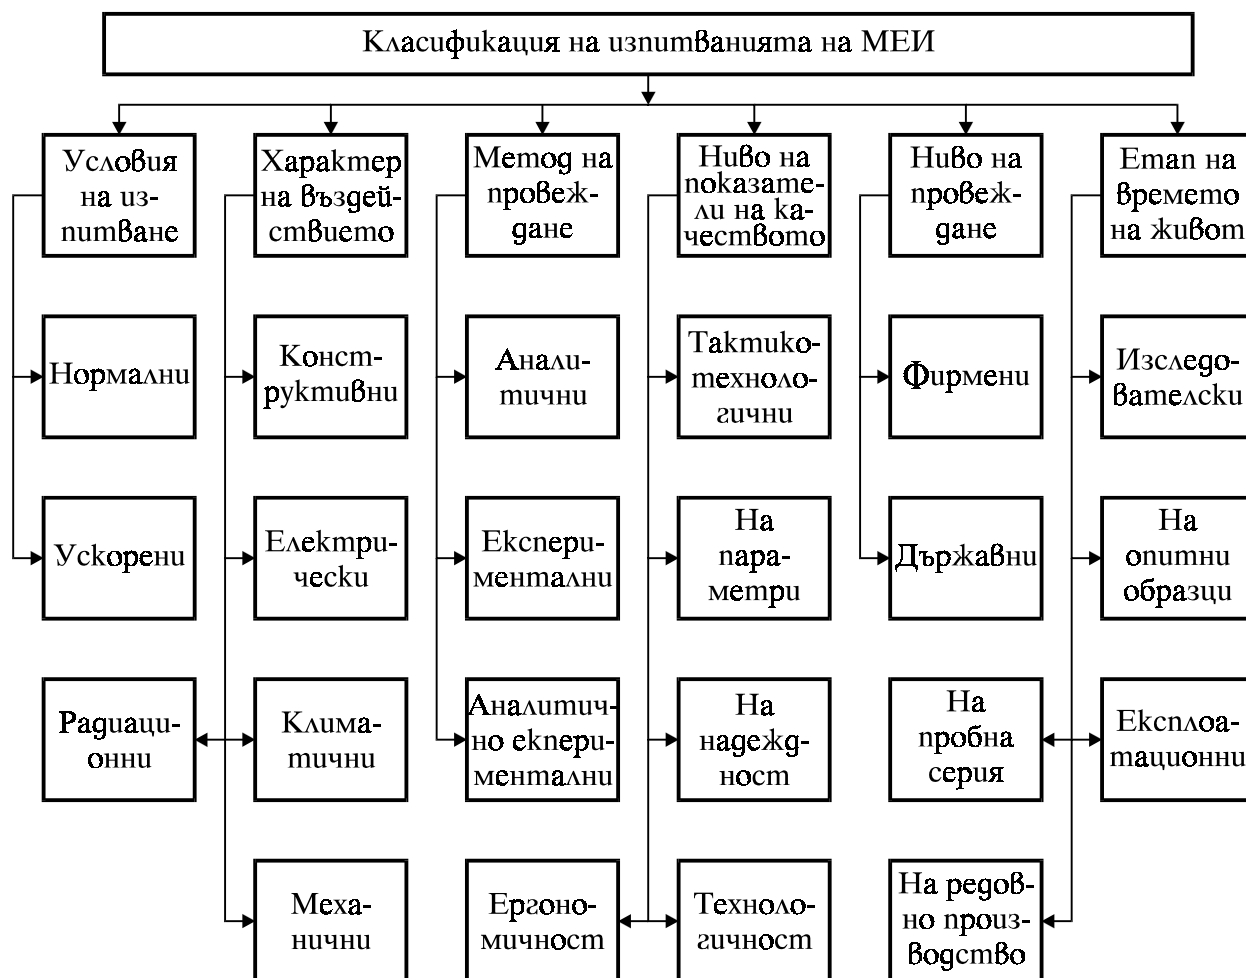 Класификация на изпитванията на МЕИ
Условия
на из-
питване
Характер
на въздей-
ствието
Метод на
провеж-
дане
Ниво на
показате-
ли на ка-
чеството
Ниво на
провеж-
дане
Етап на
времето
на живот
Нормални
Конст-
руктивни
Анали-
тични
Тактико-
техноло-
гични
Фирмени
Изследо-
вателски
Ускорени
Електри-
чески
Експери-
ментални
На
пара-
метри
Държавни
На
опитни
образци
Радиаци-
онни
Клима-
тични
Аналитич-
но екпери-
ментални
На
надежд-
ност
На
пробна
серия
Експлоа-
тационни
Меха-
нични
Ергоно-
мичност
Техноло-
гичност
На редов-
но произ-
водство